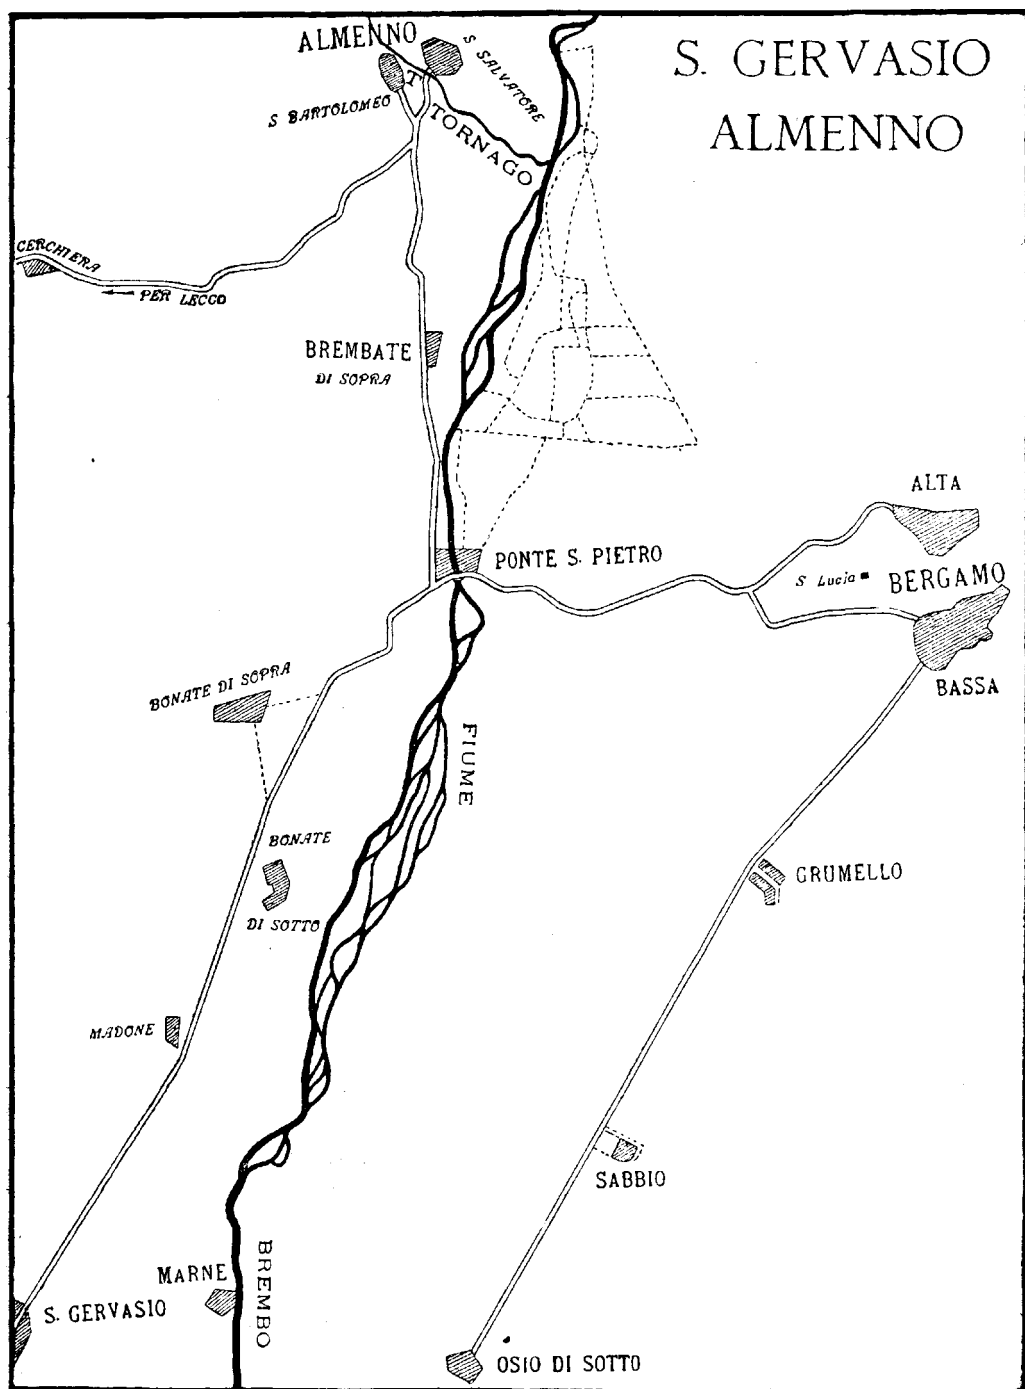 S. GERVASIO
ALMENNO
ALMENNO
S. SALVATORE
S BARTOLOMEO
T. TORNAGO
CERCHIERA
PER LECCO
BREMBATE
DI SOPRA
ALTA
PONTE S. PIETRO
S Lucia
BERGAMO
BASSA
BONATE DI SOPRA
FIUME
BONATE
DI SOTTO
GRUMELLO
MADONE
SABBIO
MARNE
BREMBO
S. GERVASIO
OSIO DI SOTTO